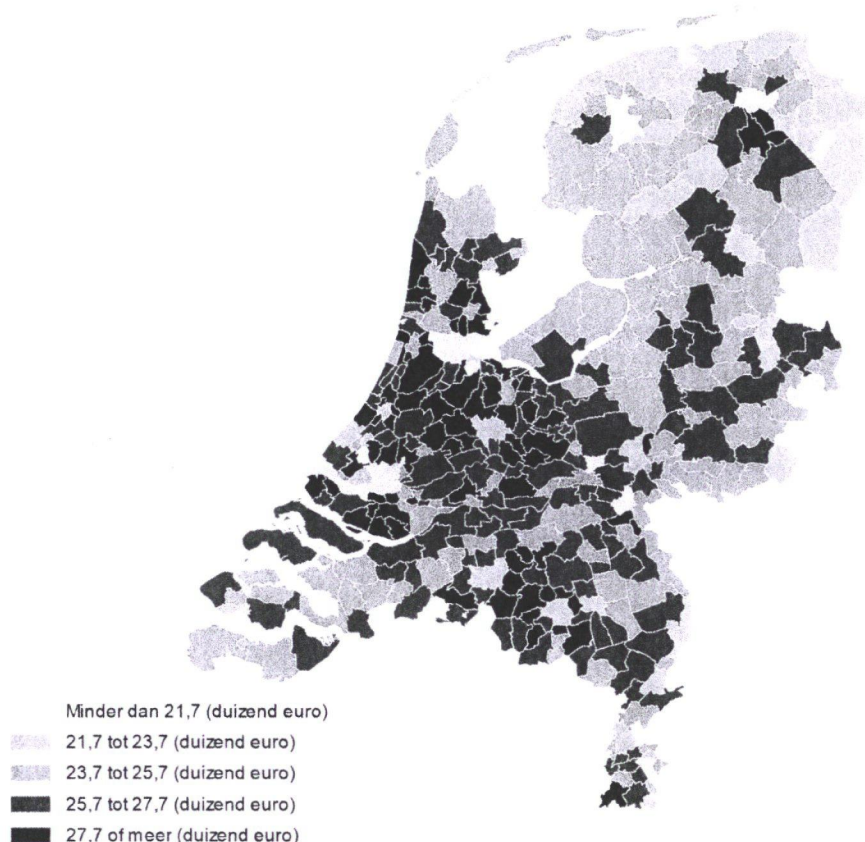 Minder dan 21,7 (duizend euro)
21,7 tot 23,7 (duizend euro)
23,7 tot 25,7 (duizend euro)
25,7 tot 27,7 (duizend euro)
27,7 of meer (duizend euro)